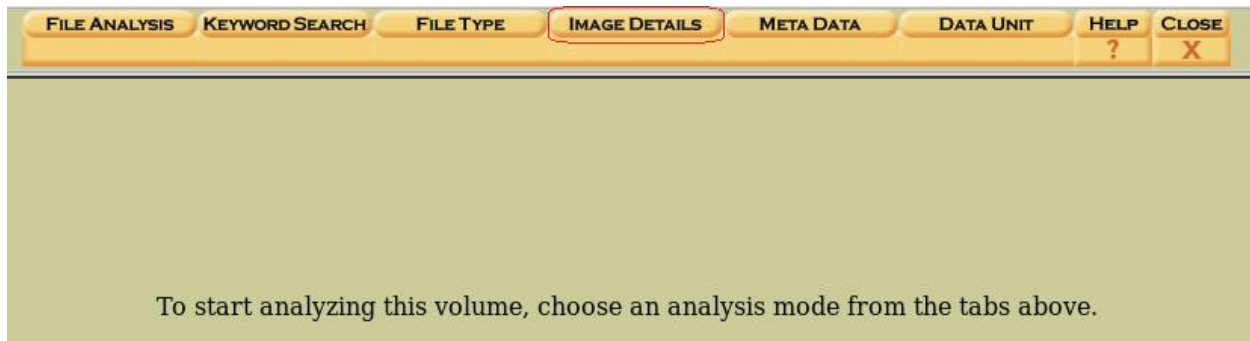 FILE ANALYSIS KEYWORD SEARCH FILE TYPE IMAGE DETAILS META DATA DATA UNIT HELP CLOSE
? X
To start analyzing this volume, choose an analysis mode from the tabs above.